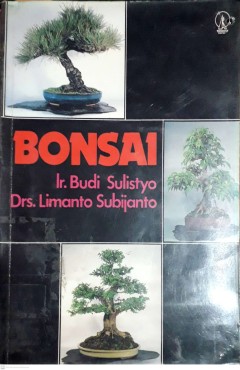 BONSAI
Ir. Budi Sulistyo
Drs. Limanto Subijanto